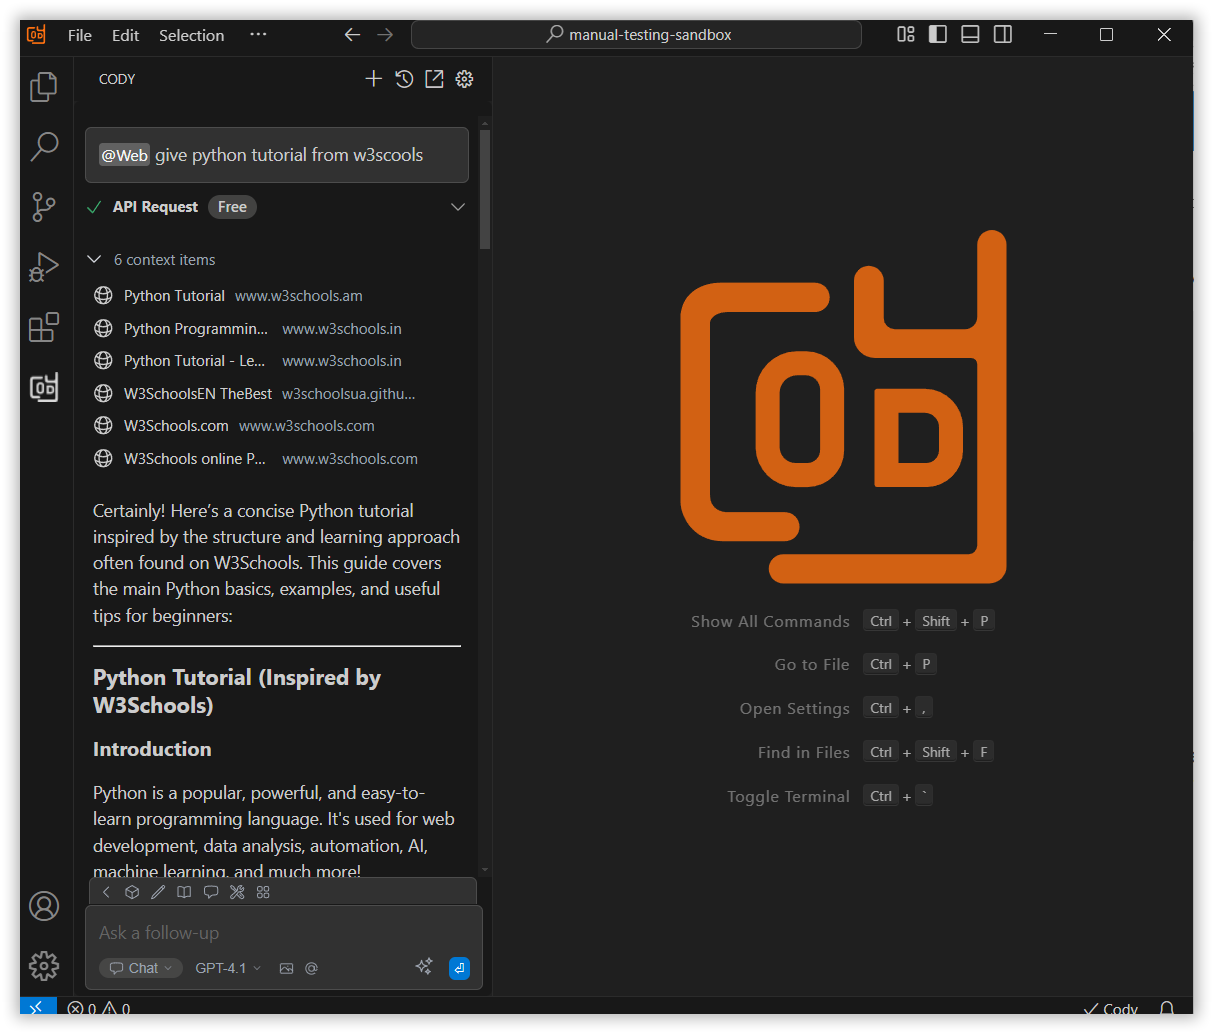 File Edit Selection ···
manual-testing-sandbox
CODY
@Web give python tutorial from w3scools
API Request Free
6 context items
Python Tutorial www.w3schools.am
Python Programmin... www.w3schools.in
Python Tutorial - Le... www.w3schools.in
W3SchoolsEN TheBest w3schoolsua.githu...
W3Schools.com www.w3schools.com
W3Schools online P... www.w3schools.com
Certainly! Here’s a concise Python tutorial
inspired by the structure and learning approach
often found on W3Schools. This guide covers
the main Python basics, examples, and useful
tips for beginners:
Python Tutorial (Inspired by
W3Schools)
Introduction
Python is a popular, powerful, and easy-to-
learn programming language. It's used for web
development, data analysis, automation, AI,
machine learning, and much more!
Ask a follow-up
Chat GPT-4.1 @
COD
Show All Commands Ctrl + Shift + P
Go to File Ctrl + P
Open Settings Ctrl + ,
Find in Files Ctrl + Shift + F
Toggle Terminal Ctrl + `
0 0
Cody